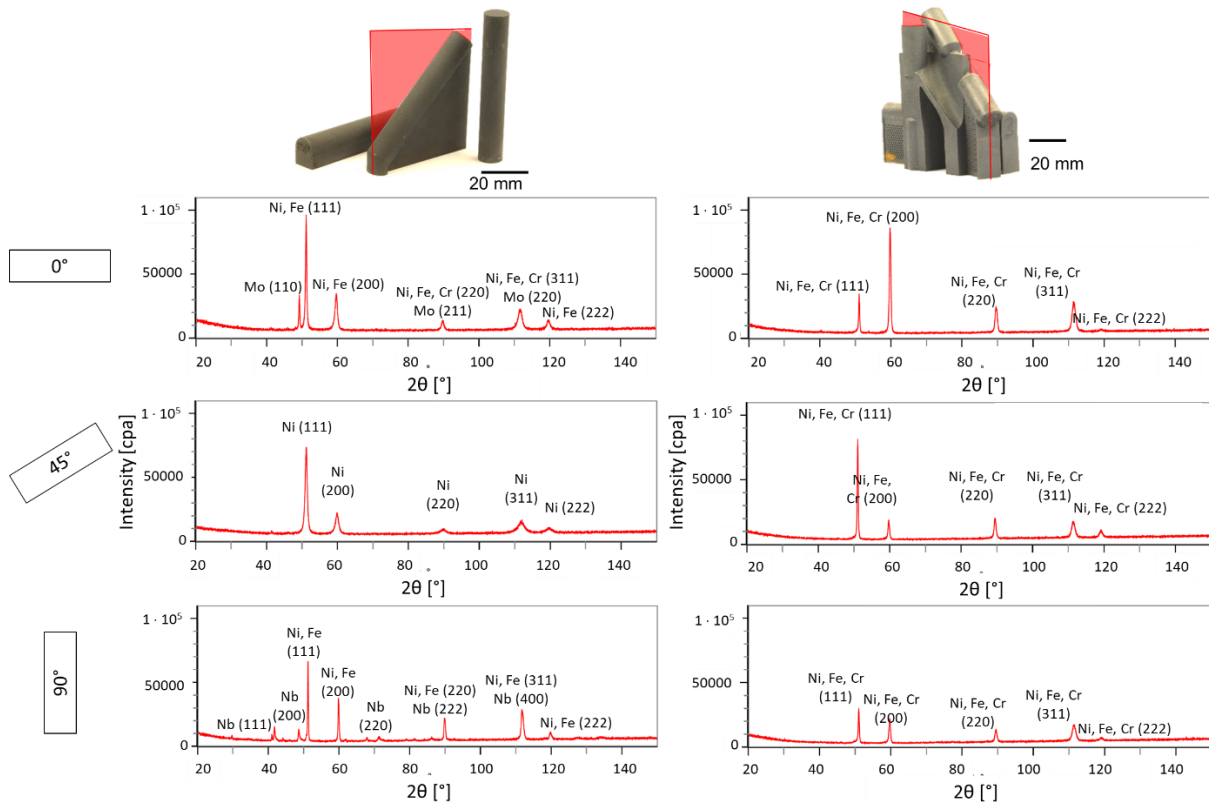 20 mm
20 mm
0°
1 · 10⁵
50000
0
Ni, Fe (111)
Mo (110)
Ni, Fe (200)
Ni, Fe, Cr (220)
Mo (211)
Ni, Fe, Cr (311)
Mo (220)
Ni, Fe (222)
20 40 60 80 100 120 140
2θ [°]
1 · 10⁵
50000
0
Ni, Fe, Cr (200)
Ni, Fe, Cr (111)
Ni, Fe, Cr
(220)
Ni, Fe, Cr
(311)
Ni, Fe, Cr (222)
20 40 60 80 100 120 140
2θ [°]
45°
Intensity [cpa]
1 · 10⁵
50000
0
Ni (111)
Ni
(200)
Ni
(220)
Ni
(311)
Ni (222)
20 40 60 80 100 120 140
2θ [°]
Intensity [cpa]
1 · 10⁵
50000
0
Ni, Fe, Cr (111)
Ni, Fe,
Cr (200)
Ni, Fe, Cr
(220)
Ni, Fe, Cr
(311)
Ni, Fe, Cr (222)
20 40 60 80 100 120 140
2θ [°]
90°
1 · 10⁵
50000
0
Nb (111)
Nb
(200)
Ni, Fe
(111)
Ni, Fe
(200)
Nb
(220)
Ni, Fe (220)
Nb (222)
Ni, Fe (311)
Nb (400)
Ni, Fe (222)
20 40 60 80 100 120 140
2θ [°]
1 · 10⁵
50000
0
Ni, Fe, Cr
(111)
Ni, Fe, Cr
(200)
Ni, Fe, Cr
(220)
Ni, Fe, Cr
(311)
Ni, Fe, Cr (222)
20 40 60 80 100 120 140
2θ [°]